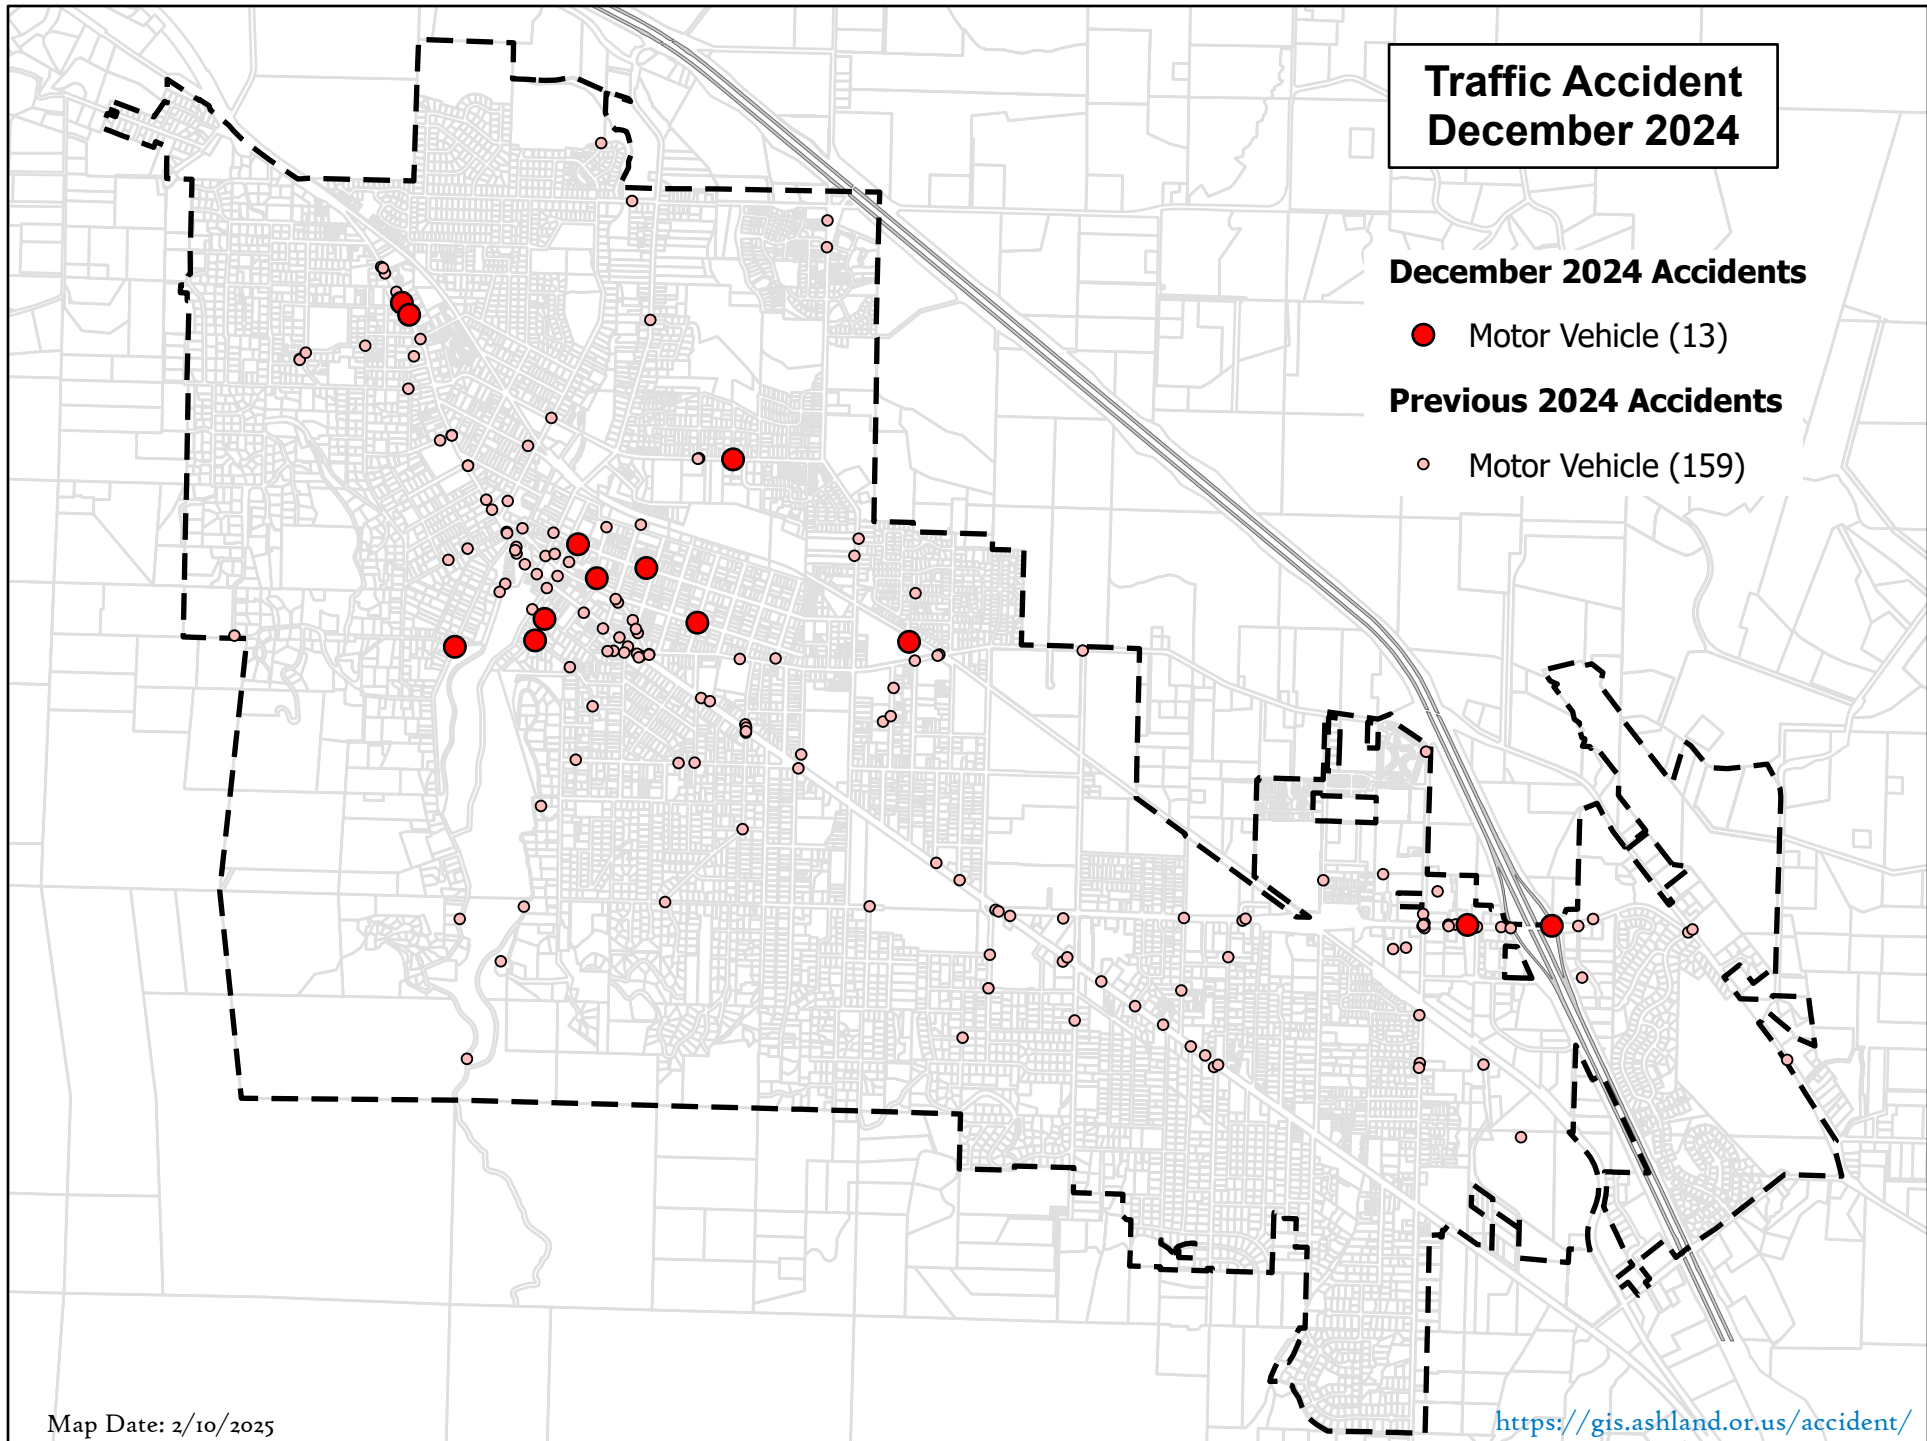 Traffic Accident
December 2024
December 2024 Accidents
Motor Vehicle (13)
Previous 2024 Accidents
Motor Vehicle (159)
Map Date: 2/10/2025
https://gis.ashland.or.us/accident/